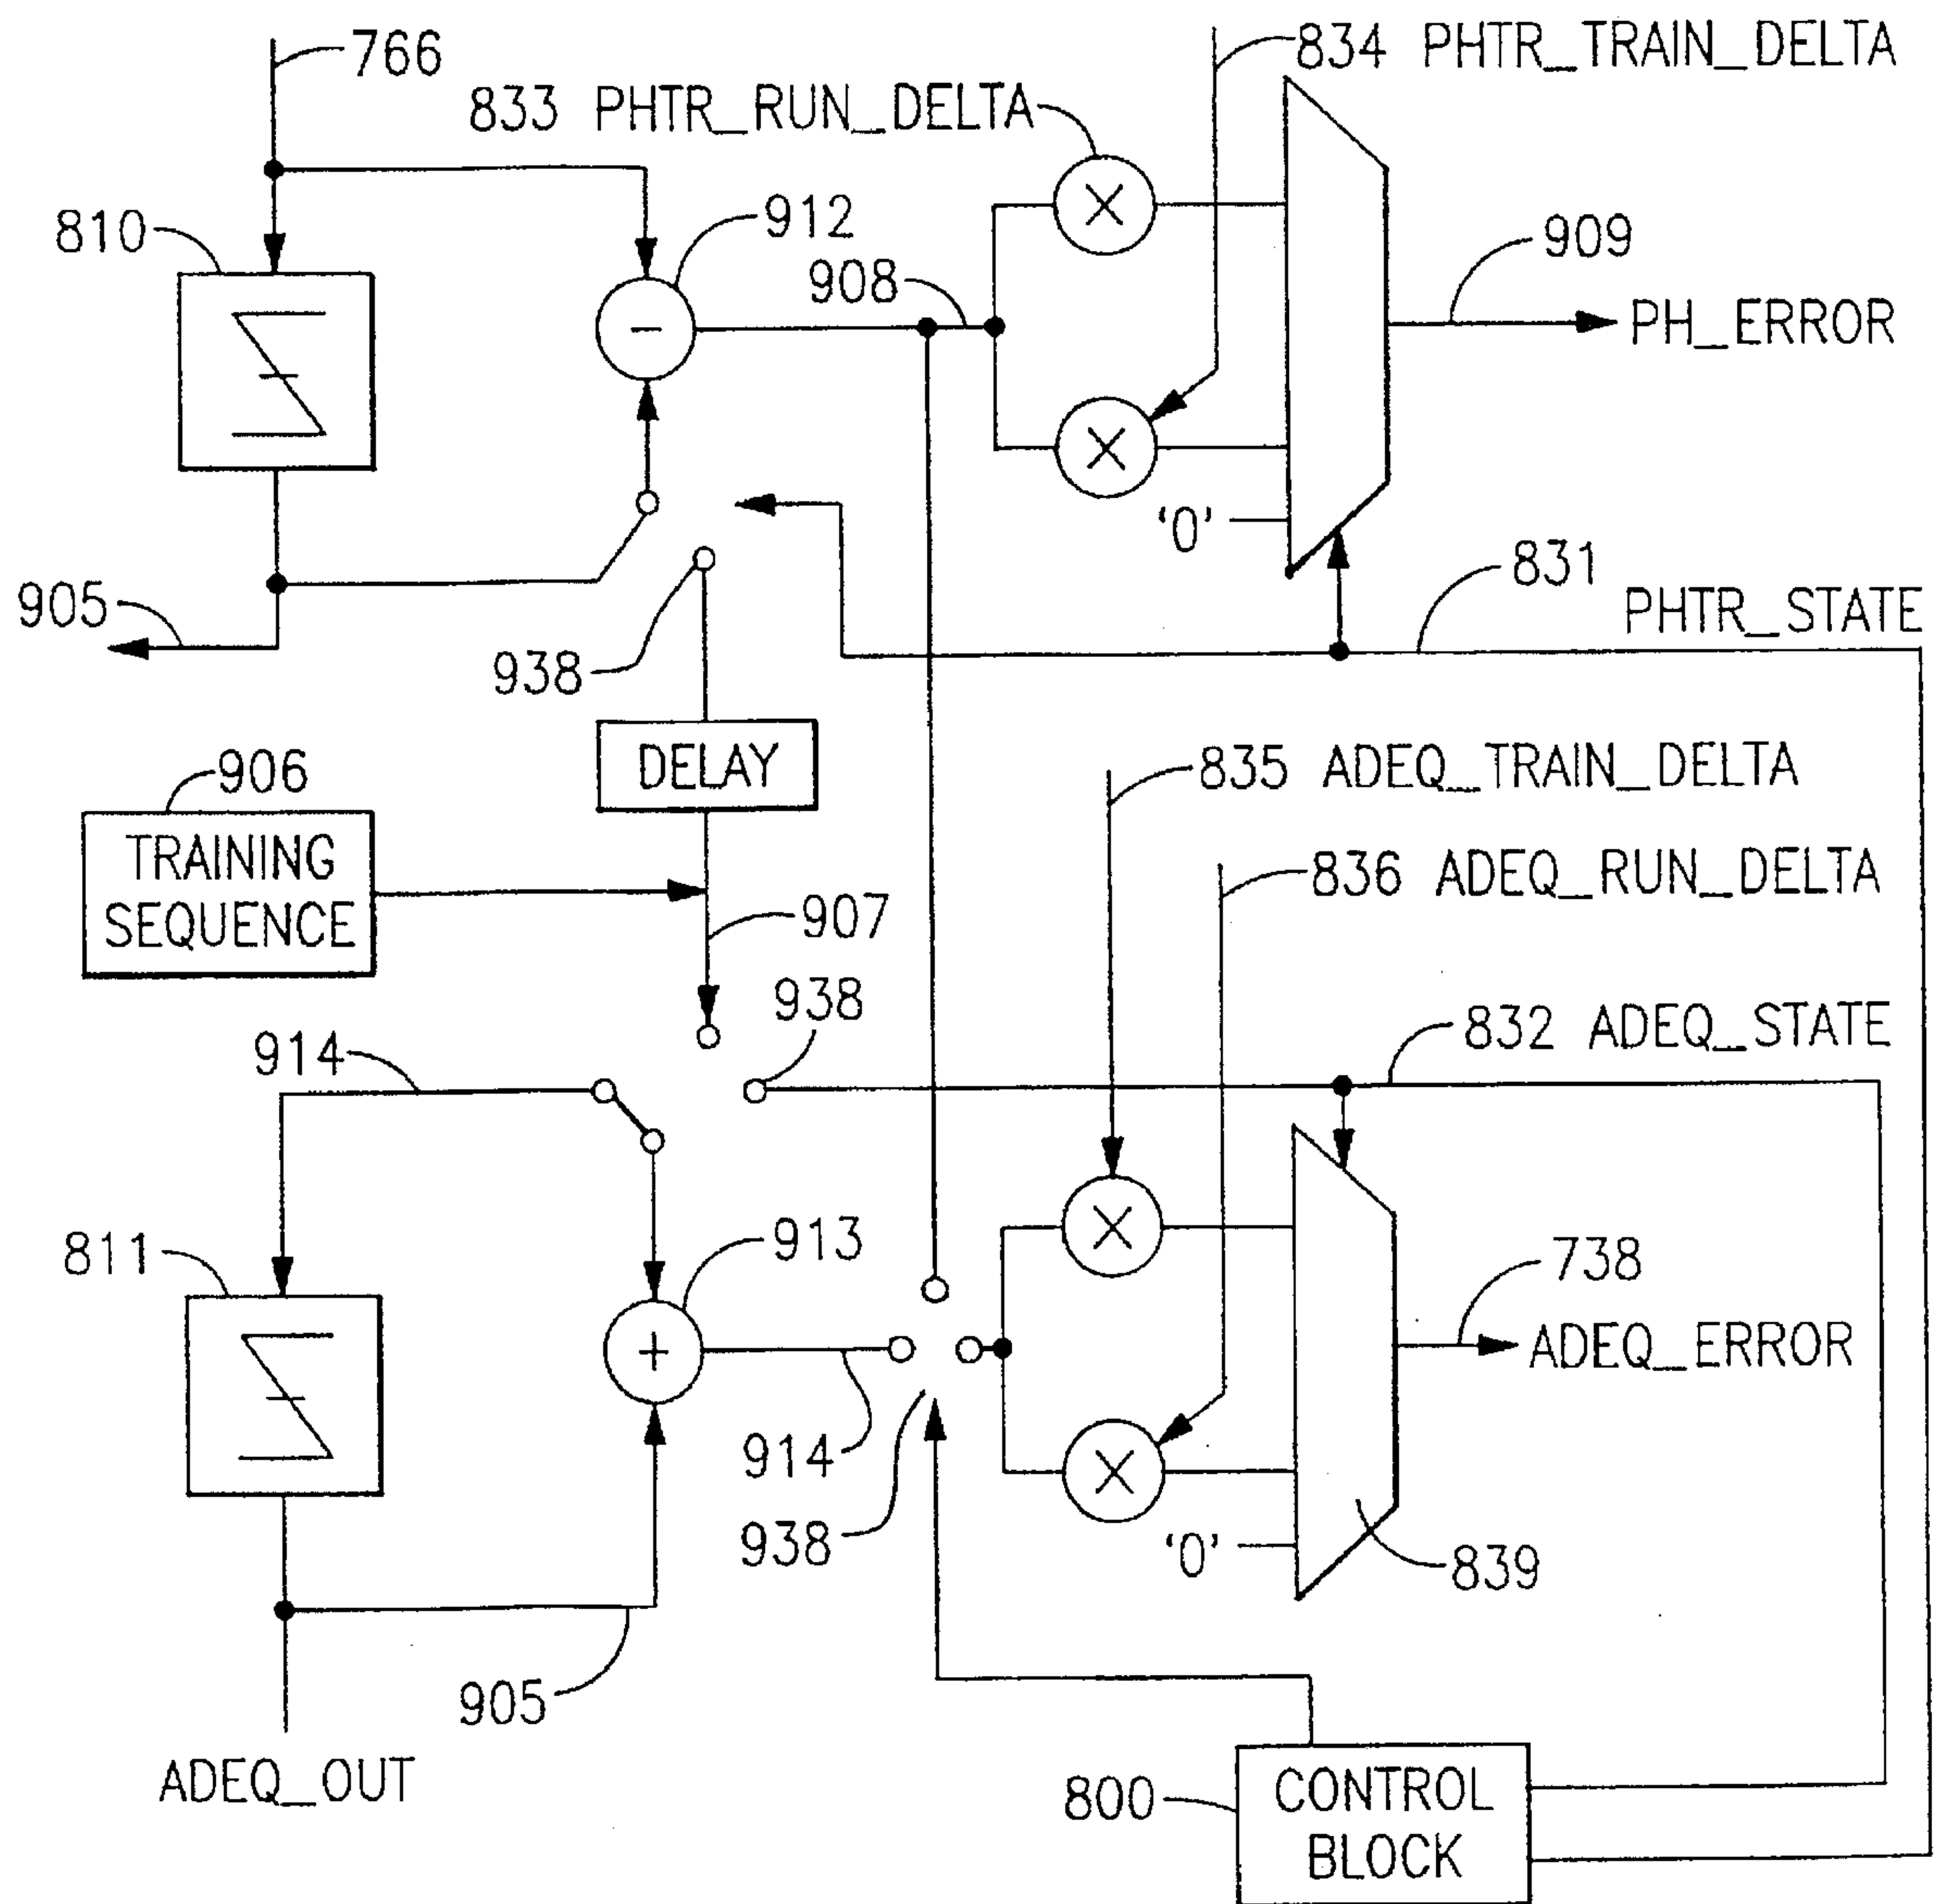 766
834 PHTR_TRAIN_DELTA
833 PHTR_RUN_DELTA
×
810
912
908
909
-
PH_ERROR
×
'0'
831
PHTR_STATE
905
938
DELAY
906
TRAINING
SEQUENCE
835 ADEQ_TRAIN_DELTA
836 ADEQ_RUN_DELTA
907
938
914
832 ADEQ_STATE
×
811
913
738
+
ADEQ_ERROR
914
×
938
'0'
839
905
ADEQ_OUT
800
CONTROL
BLOCK